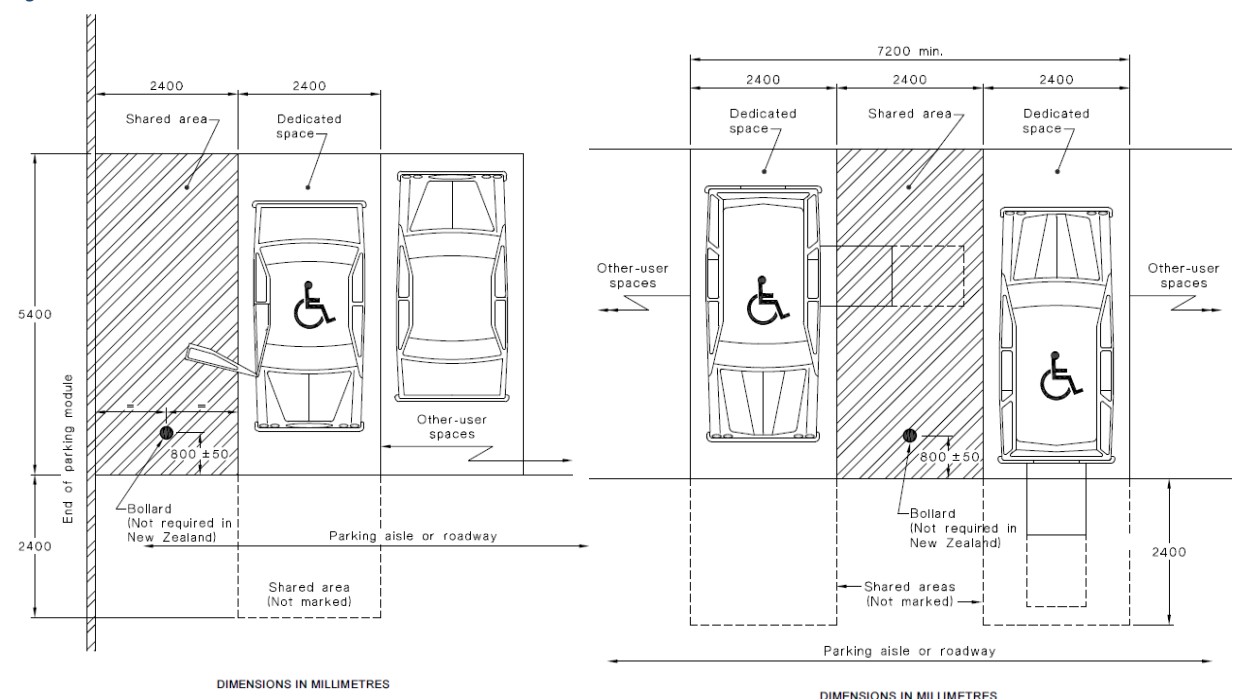 2400
2400
Shared area
Dedicated
space
5400
End of parking module
=
=
800 ±50
Other-user
spaces
Bollard
(Not required in
New Zealand)
2400
Parking aisle or roadway
Shared area
(Not marked)
DIMENSIONS IN MILLIMETRES
7200 min.
2400
2400
2400
Dedicated
space
Shared area
Dedicated
space
Other-user
spaces
Other-user
spaces
800 ±50
Bollard
(Not required in
New Zealand)
2400
Shared areas
(Not marked)
Parking aisle or roadway
DIMENSIONS IN MILLIMETRES